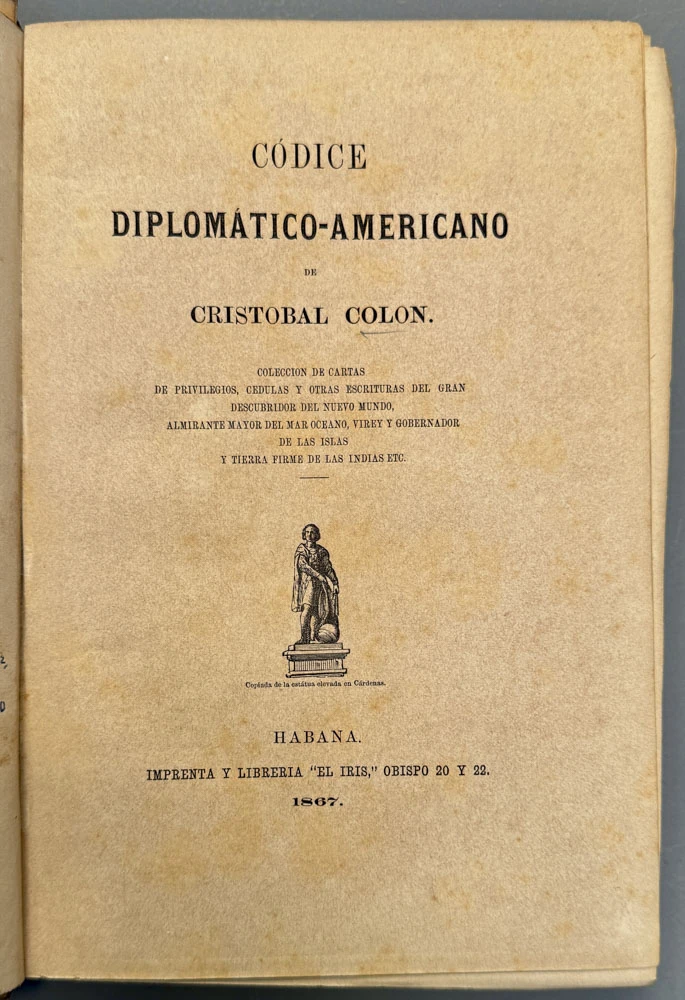 CÓDICE
DIPLOMÁTICO-AMERICANO
DE
CRISTOBAL COLON.
COLECCION DE CARTAS
DE PRIVILEGIOS, CEDULAS Y OTRAS ESCRITURAS DEL GRAN
DESCUBRIDOR DEL NUEVO MUNDO,
ALMIRANTE MAYOR DEL MAR OCEANO, VIREY Y GOBERNADOR
DE LAS ISLAS
Y TIERRA FIRME DE LAS INDIAS ETC.
Copiada de la estátua elevada en Cárdenas.
HABANA.
IMPRENTA Y LIBRERIA "EL IRIS," OBISPO 20 Y 22.
1867.